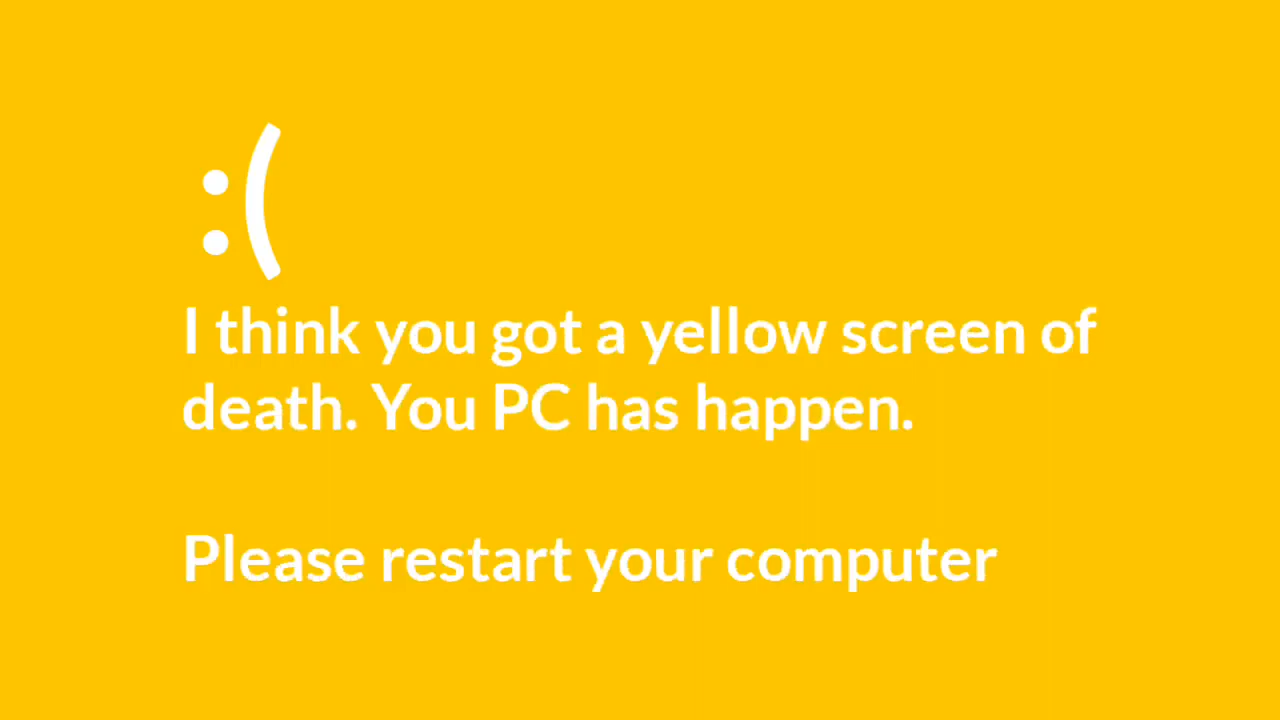 :(
I think you got a yellow screen of
death. You PC has happen.
Please restart your computer